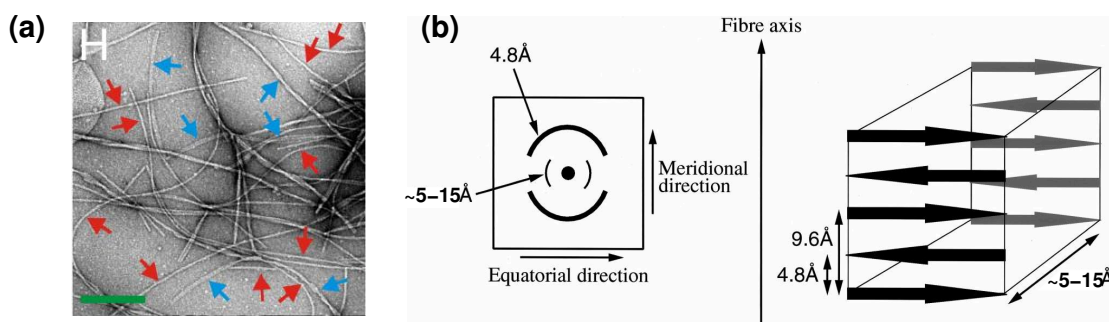 (a)
H
(b)
Fibre axis
4.8Å
~5-15Å
Meridional
direction
Equatorial direction
9.6Å
4.8Å
~5-15Å